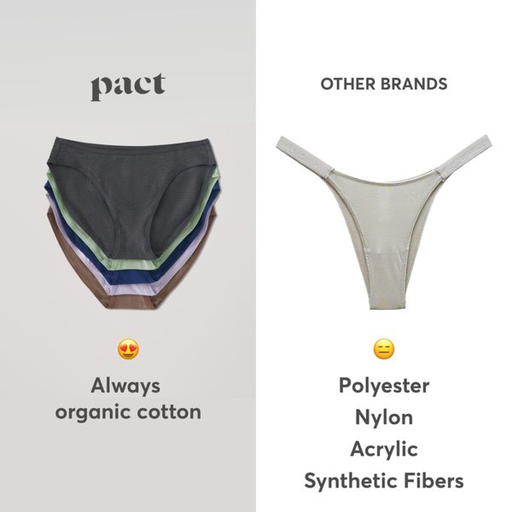 pact
OTHER BRANDS
Always
organic cotton
Polyester
Nylon
Acrylic
Synthetic Fibers